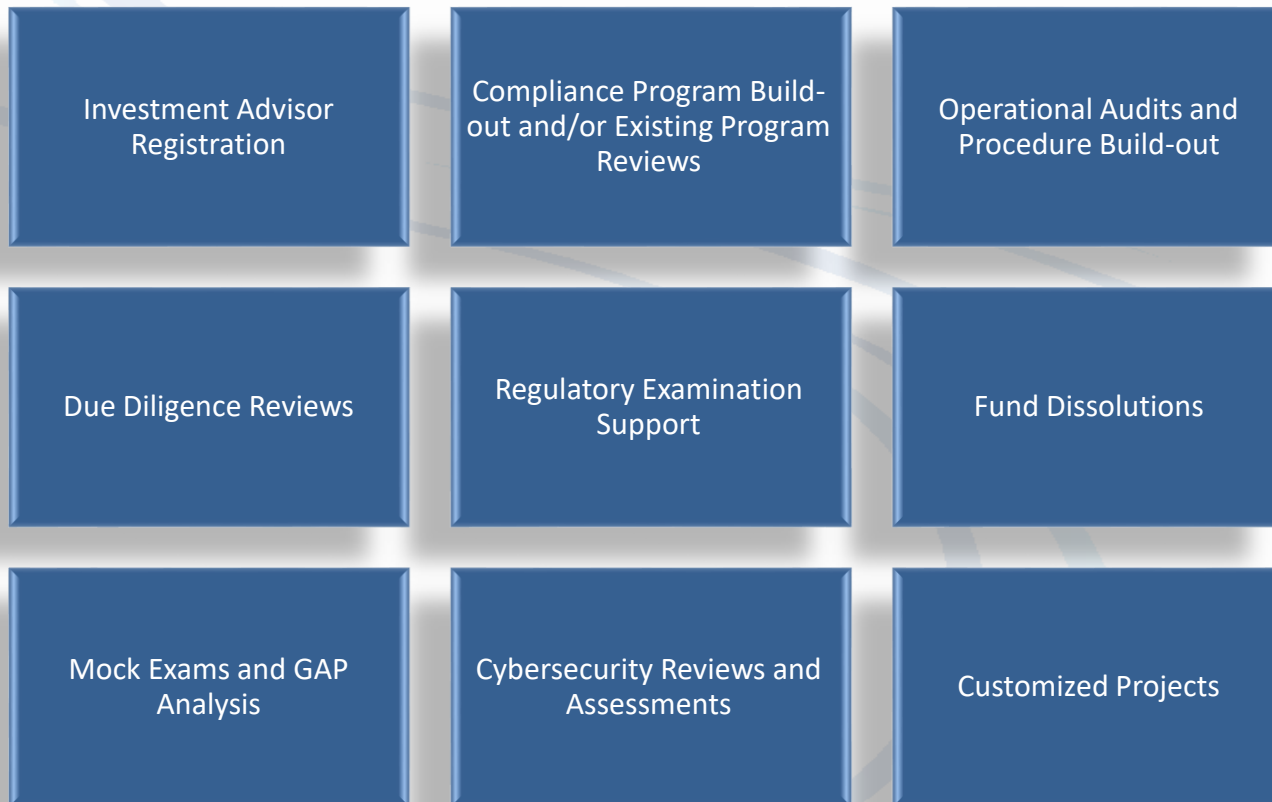 Investment Advisor
Registration
Compliance Program Build-
out and/or Existing Program
Reviews
Operational Audits and
Procedure Build-out
Due Diligence Reviews
Regulatory Examination
Support
Fund Dissolutions
Mock Exams and GAP
Analysis
Cybersecurity Reviews and
Assessments
Customized Projects